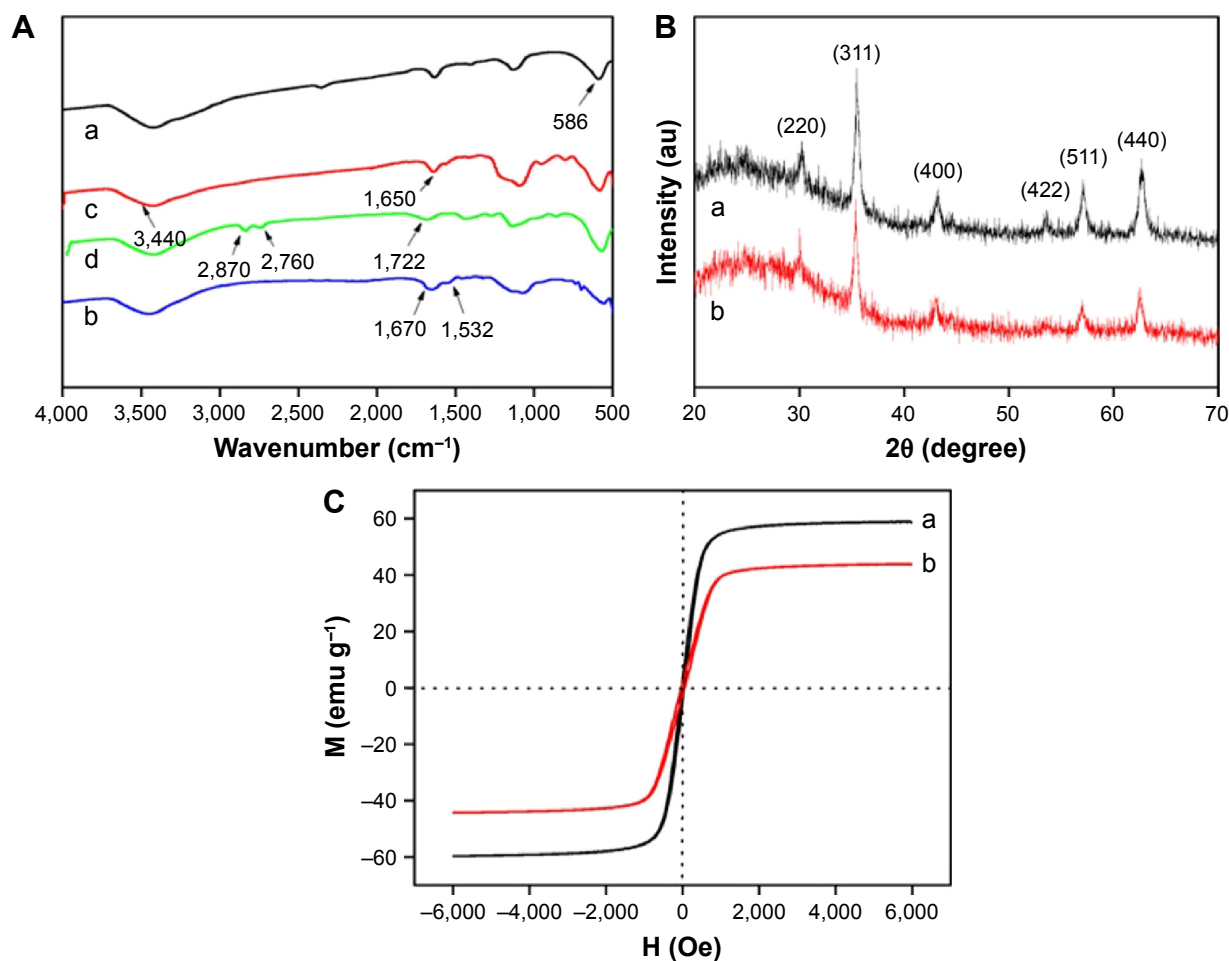 A
a
586
c
1,650
3,440
d
2,870
2,760
1,722
b
1,670
1,532
4,000
3,500
3,000
2,500
2,000
1,500
1,000
500
Wavenumber (cm⁻¹)
B
Intensity (au)
(220)
(311)
(400)
(422)
(511)
(440)
a
b
20
30
40
50
60
70
2θ (degree)
C
M (emu g⁻¹)
60
40
20
0
–20
–40
–60
a
b
–6,000
–4,000
–2,000
0
2,000
4,000
6,000
H (Oe)